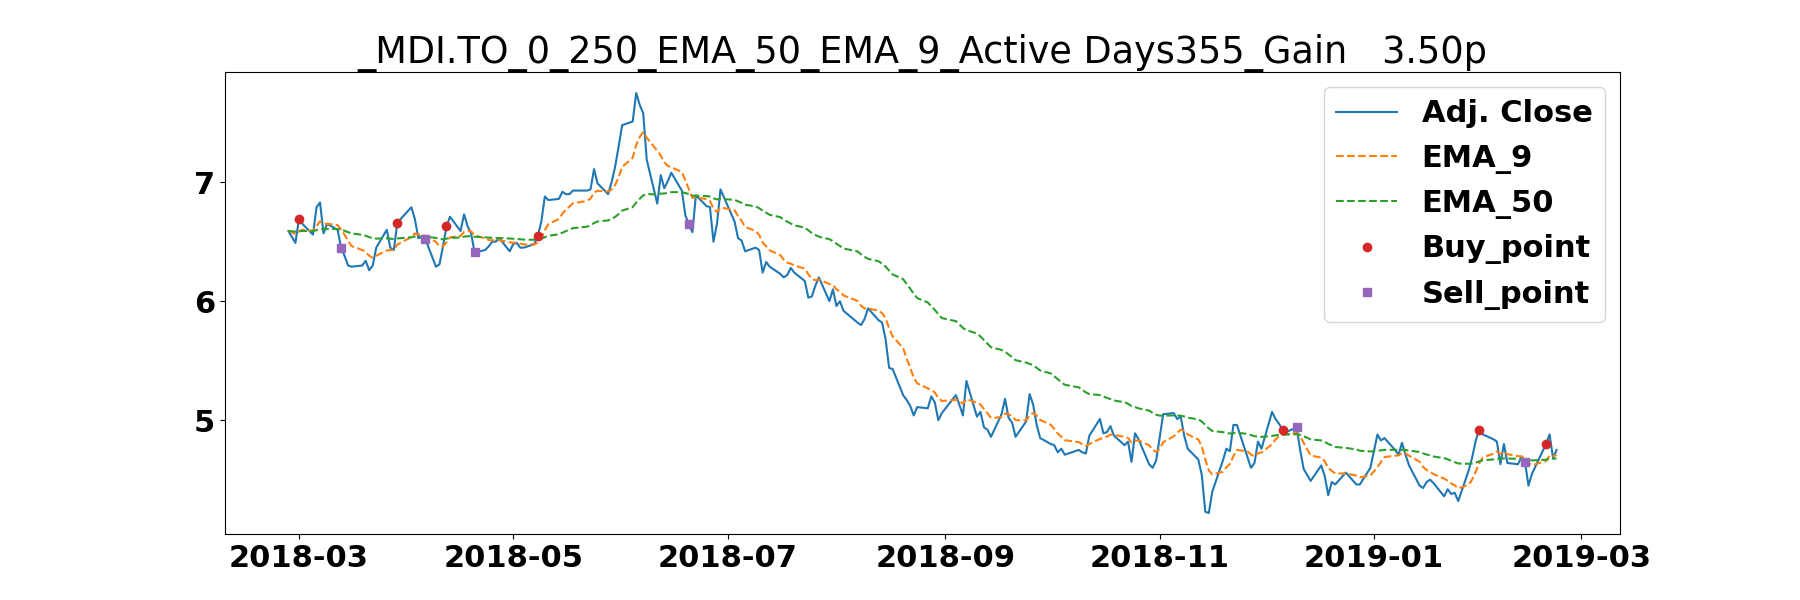 _MDI.TO_0_250_EMA_50_EMA_9_Active Days355_Gain   3.50p
Adj. Close
EMA_9
EMA_50
Buy_point
Sell_point
7
6
5
2018-03 2018-05 2018-07 2018-09 2018-11 2019-01 2019-03